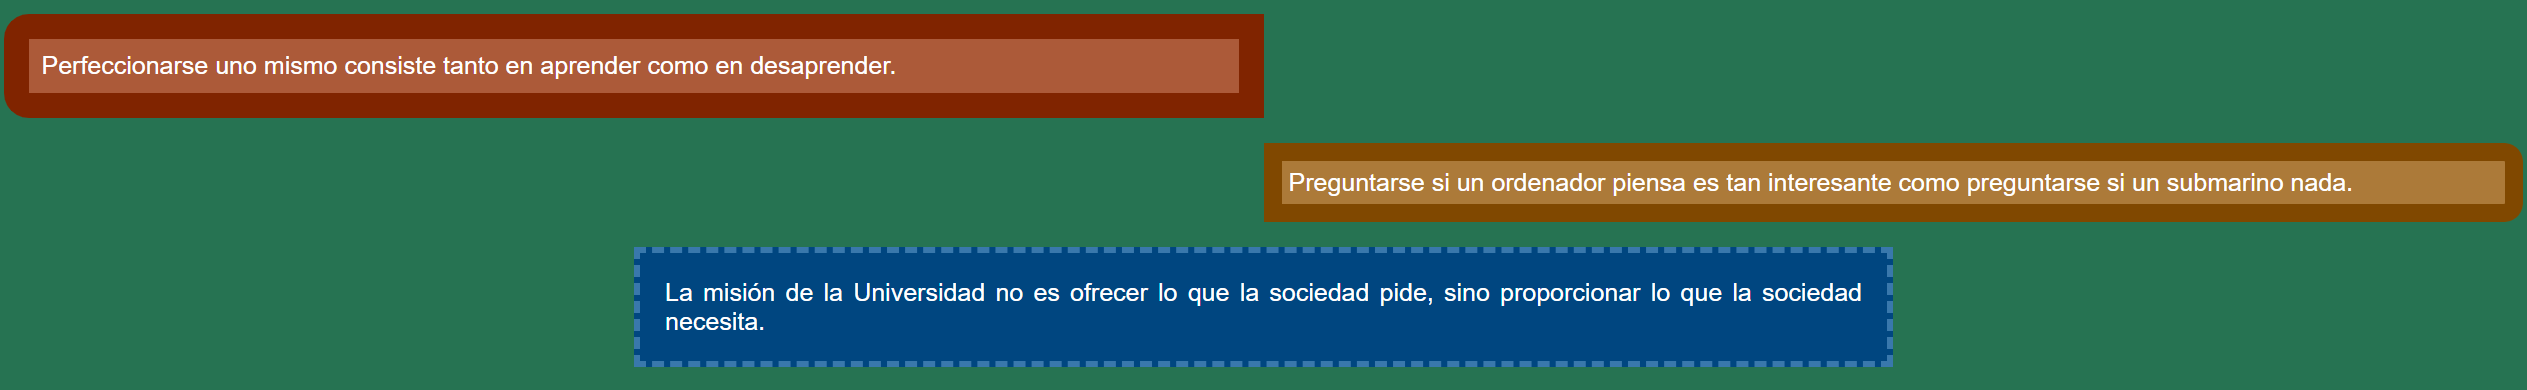 Perfeccionarse uno mismo consiste tanto en aprender como en desaprender.
Preguntarse si un ordenador piensa es tan interesante como preguntarse si un submarino nada.
La misión de la Universidad no es ofrecer lo que la sociedad pide, sino proporcionar lo que la sociedad
necesita.